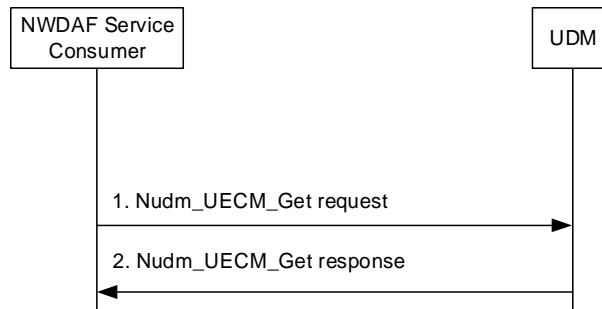 NWDAF Service
Consumer
UDM
1. Nudm_UECM_Get request
2. Nudm_UECM_Get response